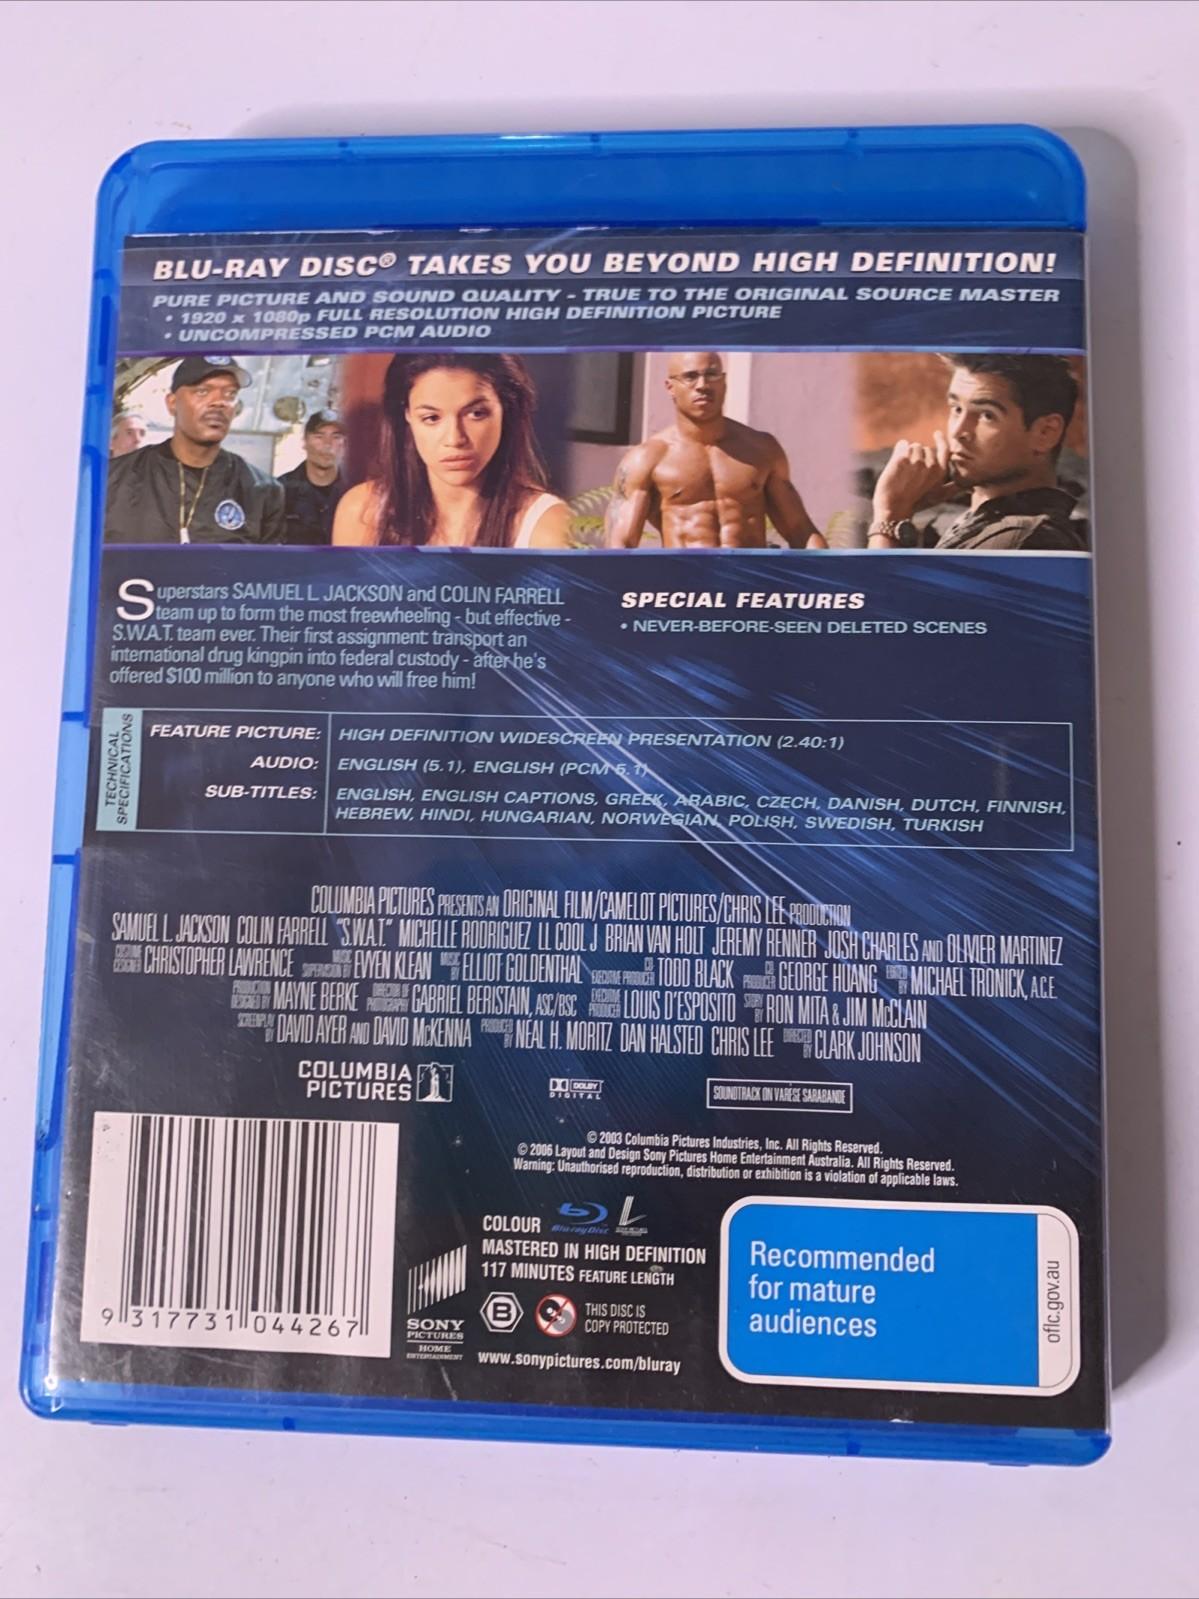 BLU-RAY DISC® TAKES YOU BEYOND HIGH DEFINITION!
PURE PICTURE AND SOUND QUALITY - TRUE TO THE ORIGINAL SOURCE MASTER
• 1920 x 1080p FULL RESOLUTION HIGH DEFINITION PICTURE
• UNCOMPRESSED PCM AUDIO
Superstars SAMUEL L. JACKSON and COLIN FARRELL
team up to form the most freewheeling - but effective -
S.W.A.T. team ever. Their first assignment: transport an
international drug kingpin into federal custody - after he's
offered $100 million to anyone who will free him!
SPECIAL FEATURES
• NEVER-BEFORE-SEEN DELETED SCENES
TECHNICAL
SPECIFICATIONS
FEATURE PICTURE: HIGH DEFINITION WIDESCREEN PRESENTATION (2.40:1)
AUDIO: ENGLISH (5.1), ENGLISH (PCM 5.1)
SUB-TITLES: ENGLISH, ENGLISH CAPTIONS, GREEK, ARABIC, CZECH, DANISH, DUTCH, FINNISH,
HEBREW, HINDI, HUNGARIAN, NORWEGIAN, POLISH, SWEDISH, TURKISH
COLUMBIA PICTURES PRESENTS AN ORIGINAL FILM/CAMELOT PICTURES/CHRIS LEE PRODUCTION
SAMUEL L. JACKSON COLIN FARRELL "S.W.A.T." MICHELLE RODRIGUEZ LL COOL J BRIAN VAN HOLT JEREMY RENNER JOSH CHARLES AND OLIVIER MARTINEZ
COSTUME DESIGNER CHRISTOPHER LAWRENCE MUSIC SUPERVISION BY EVYEN KLEAN MUSIC BY ELLIOT GOLDENTHAL CO-EXECUTIVE PRODUCER TODD BLACK CO-PRODUCER GEORGE HUANG EDITED BY MICHAEL TRONICK, A.C.E.
PRODUCTION DESIGNED BY MAYNE BERKE DIRECTOR OF PHOTOGRAPHY GABRIEL BERISTAIN, ASC/BSC EXECUTIVE PRODUCER LOUIS D'ESPOSITO STORY BY RON MITA & JIM McCLAIN
SCREENPLAY BY DAVID AYER AND DAVID McKENNA PRODUCED BY NEAL H. MORITZ DAN HALSTED CHRIS LEE DIRECTED BY CLARK JOHNSON
COLUMBIA
PICTURES
DOLBY
DIGITAL
SOUNDTRACK ON VARÈSE SARABANDE
© 2003 Columbia Pictures Industries, Inc. All Rights Reserved.
© 2006 Layout and Design Sony Pictures Home Entertainment Australia. All Rights Reserved.
Warning: Unauthorised reproduction, distribution or exhibition is a violation of applicable laws.
9 317731 044267
SONY
PICTURES
HOME
ENTERTAINMENT
COLOUR Blu-ray Disc
MASTERED IN HIGH DEFINITION
117 MINUTES FEATURE LENGTH
B THIS DISC IS
COPY PROTECTED
www.sonypictures.com/bluray
Recommended
for mature
audiences
oflc.gov.au